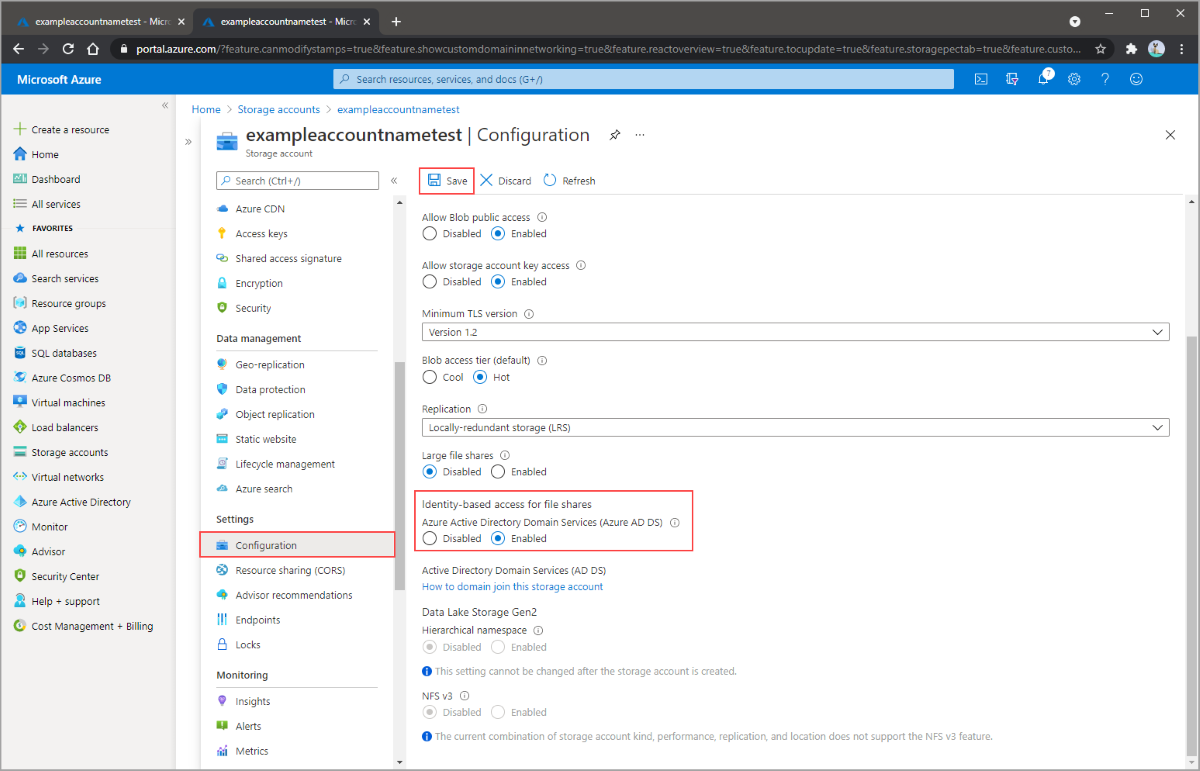 exampleaccountnametest - Micro
exampleaccountnametest - Micro
portal.azure.com/?feature.canmodifystamps=true&feature.showcustomdomaininnetworking=true&feature.reactoverview=true&feature.tocupdate=true&feature.storagepectab=true&feature.custo...
Microsoft Azure
Search resources, services, and docs (G+/)
7
Home > Storage accounts > exampleaccountnametest
Create a resource
Home
Dashboard
All services
FAVORITES
All resources
Search services
Resource groups
App Services
SQL databases
Azure Cosmos DB
Virtual machines
Load balancers
Storage accounts
Virtual networks
Azure Active Directory
Monitor
Advisor
Security Center
Help + support
Cost Management + Billing
exampleaccountnametest | Configuration
Storage account
Search (Ctrl+/)
Azure CDN
Access keys
Shared access signature
Encryption
Security
Data management
Geo-replication
Data protection
Object replication
Static website
Lifecycle management
Azure search
Settings
Configuration
Resource sharing (CORS)
Advisor recommendations
Endpoints
Locks
Monitoring
Insights
Alerts
Metrics
Save Discard Refresh
Allow Blob public access
Disabled Enabled
Allow storage account key access
Disabled Enabled
Minimum TLS version
Version 1.2
Blob access tier (default)
Cool Hot
Replication
Locally-redundant storage (LRS)
Large file shares
Disabled Enabled
Identity-based access for file shares
Azure Active Directory Domain Services (Azure AD DS)
Disabled Enabled
Active Directory Domain Services (AD DS)
How to domain join this storage account
Data Lake Storage Gen2
Hierarchical namespace
Disabled Enabled
This setting cannot be changed after the storage account is created.
NFS v3
Disabled Enabled
The current combination of storage account kind, performance, replication, and location does not support the NFS v3 feature.